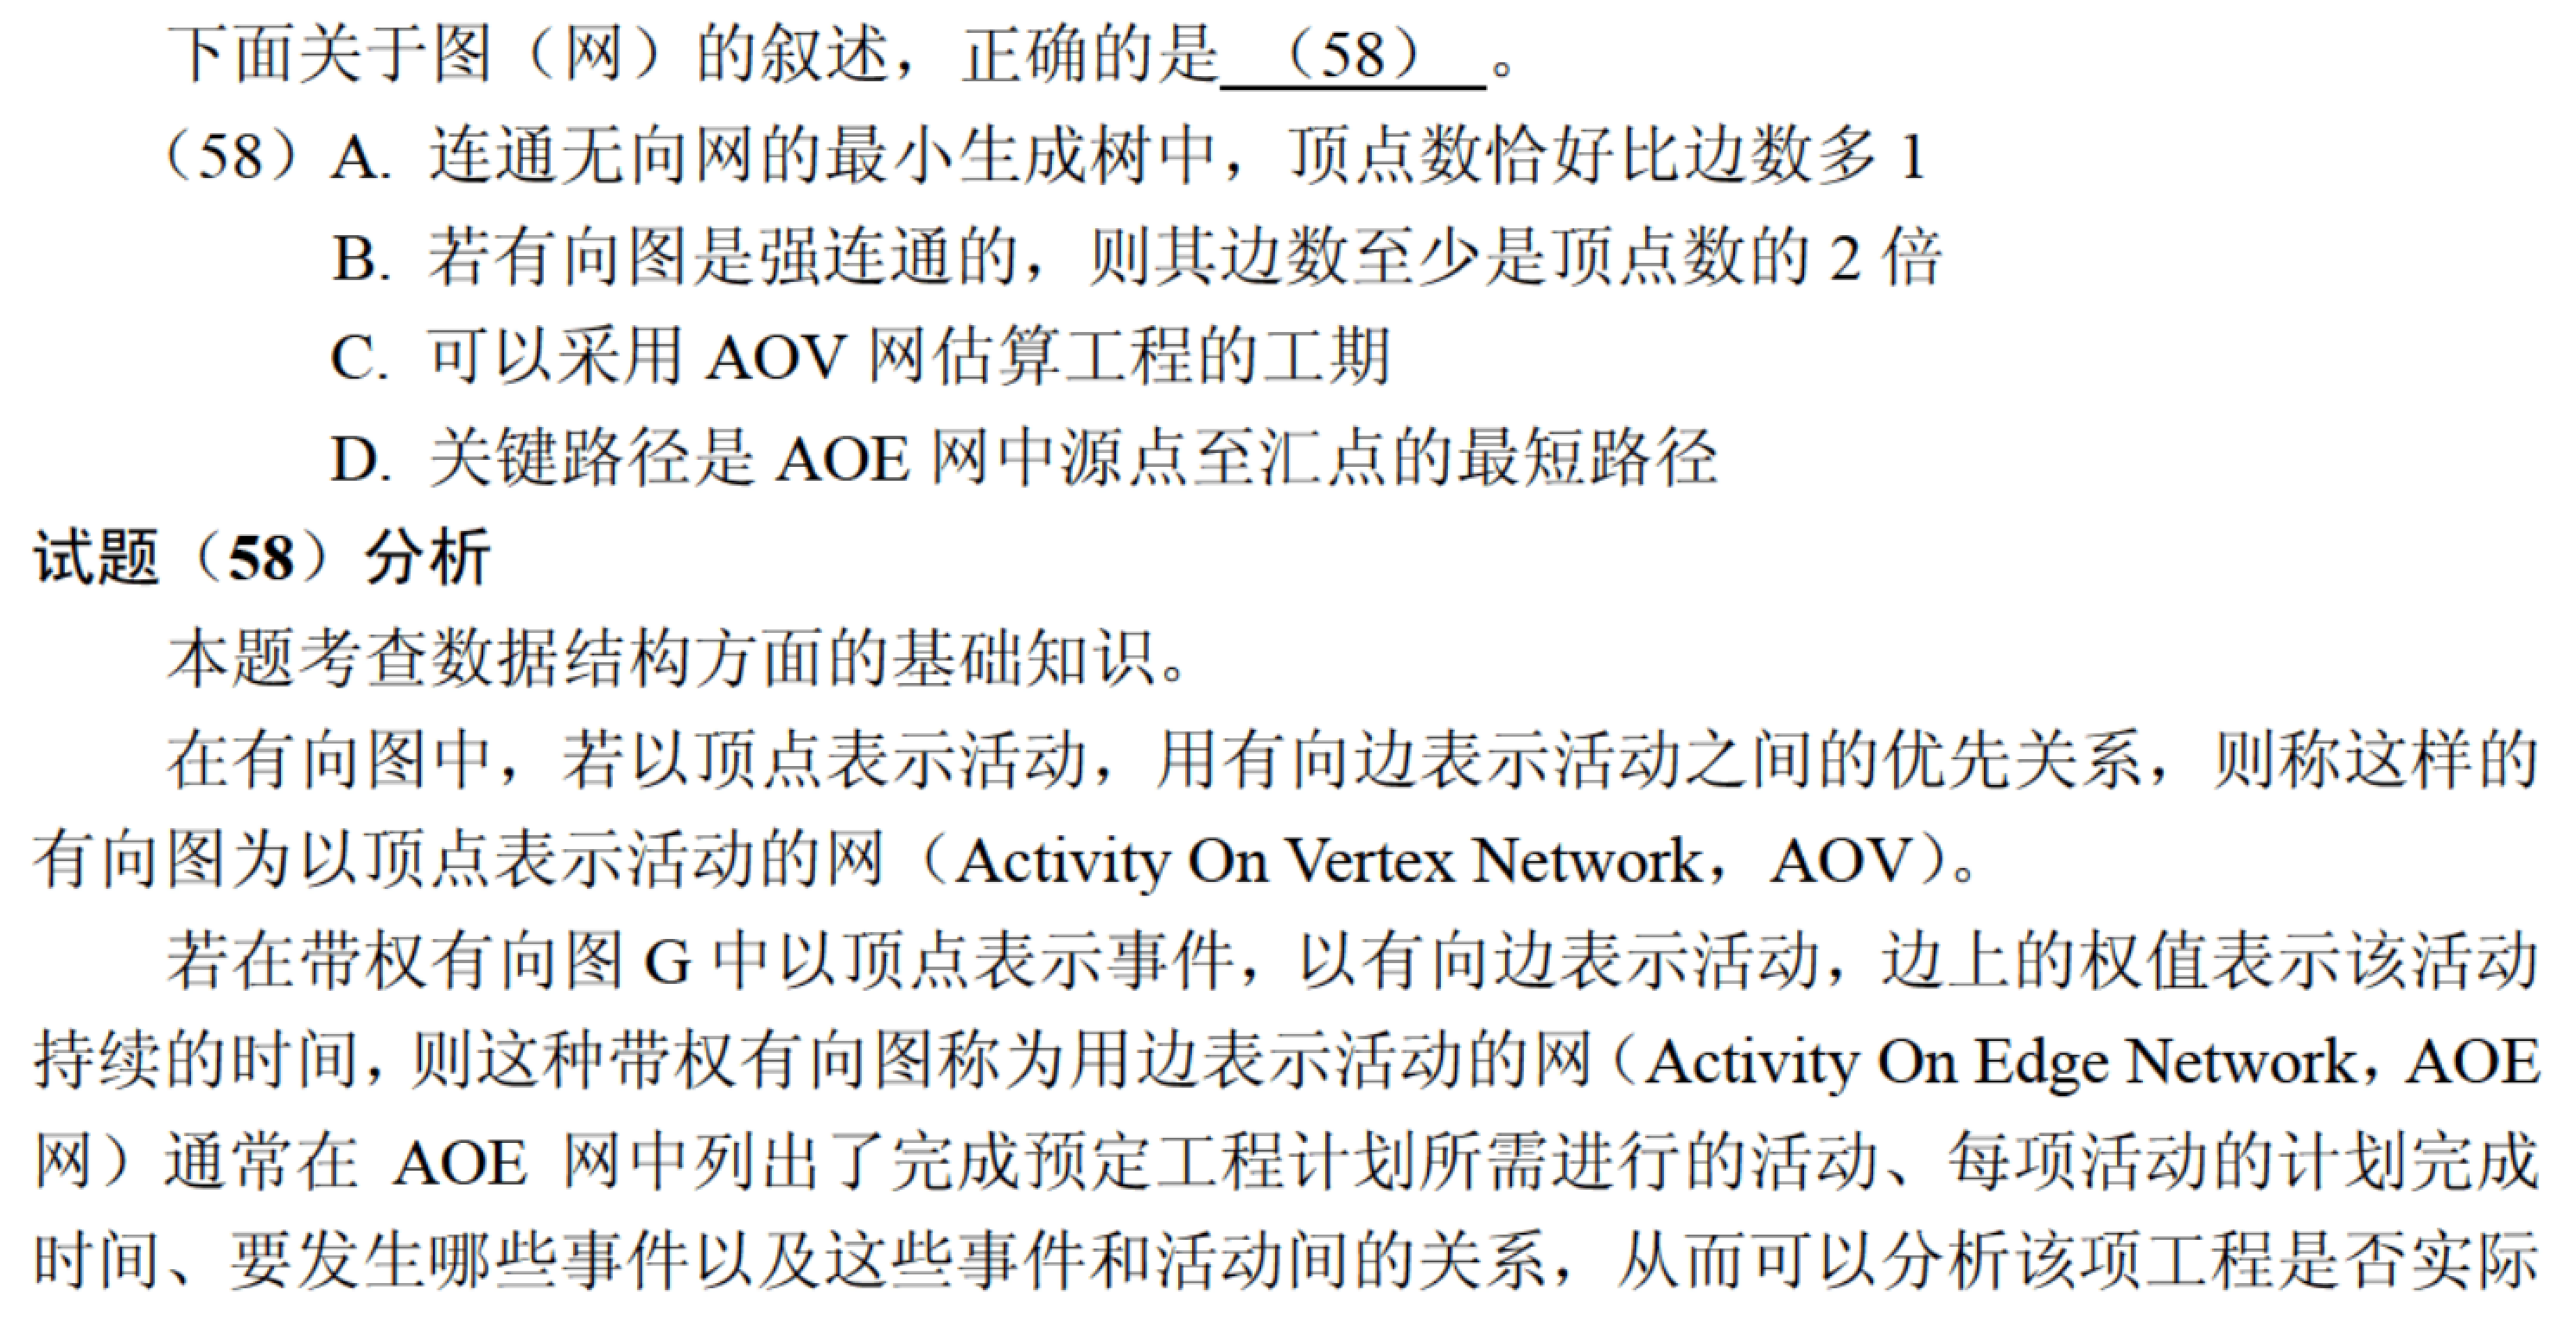 下面关于图（网）的叙述，正确的是 （58） 。
（58）A. 连通无向网的最小生成树中，顶点数恰好比边数多 1
B. 若有向图是强连通的，则其边数至少是顶点数的 2 倍
C. 可以采用 AOV 网估算工程的工期
D. 关键路径是 AOE 网中源点至汇点的最短路径
试题（58）分析
本题考查数据结构方面的基础知识。
在有向图中，若以顶点表示活动，用有向边表示活动之间的优先关系，则称这样的
有向图为以顶点表示活动的网（Activity On Vertex Network，AOV）。
若在带权有向图 G 中以顶点表示事件，以有向边表示活动，边上的权值表示该活动
持续的时间，则这种带权有向图称为用边表示活动的网（Activity On Edge Network，AOE
网）通常在 AOE 网中列出了完成预定工程计划所需进行的活动、每项活动的计划完成
时间、要发生哪些事件以及这些事件和活动间的关系，从而可以分析该项工程是否实际